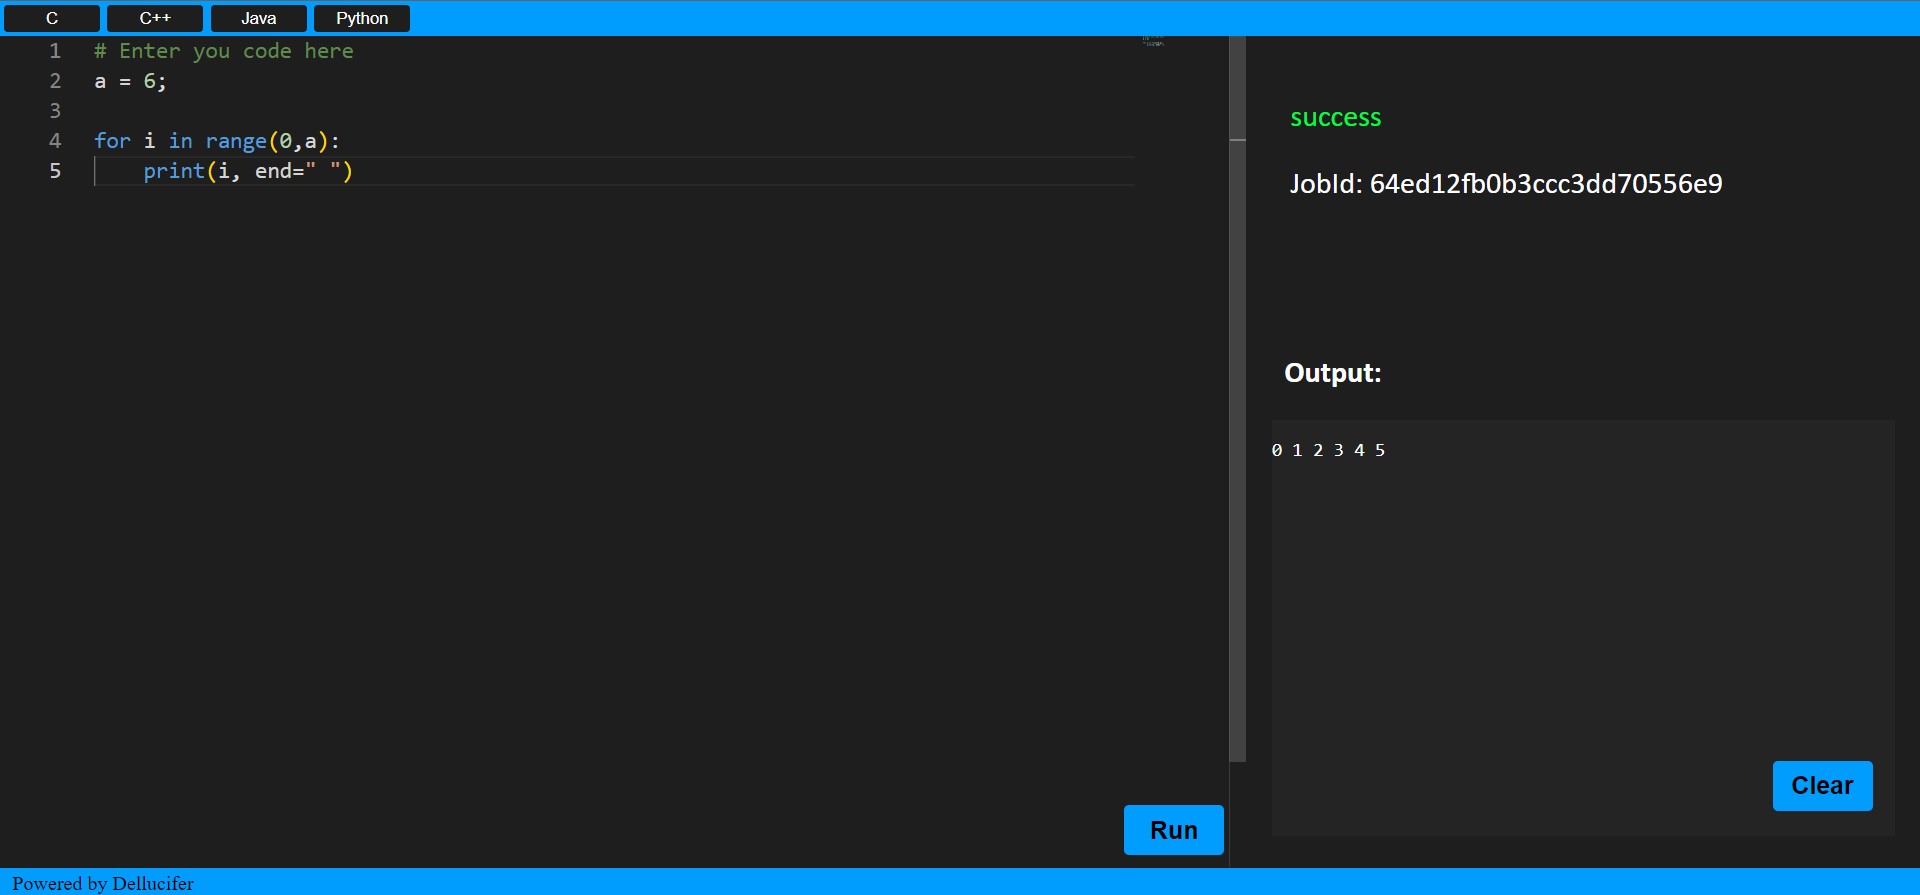 C C++ Java Python
1 # Enter you code here
2 a = 6;
3
4 for i in range(0,a):
5     print(i, end=" ")
Run
success
JobId: 64ed12fb0b3ccc3dd70556e9
Output:
0 1 2 3 4 5
Clear
Powered by Dellucifer